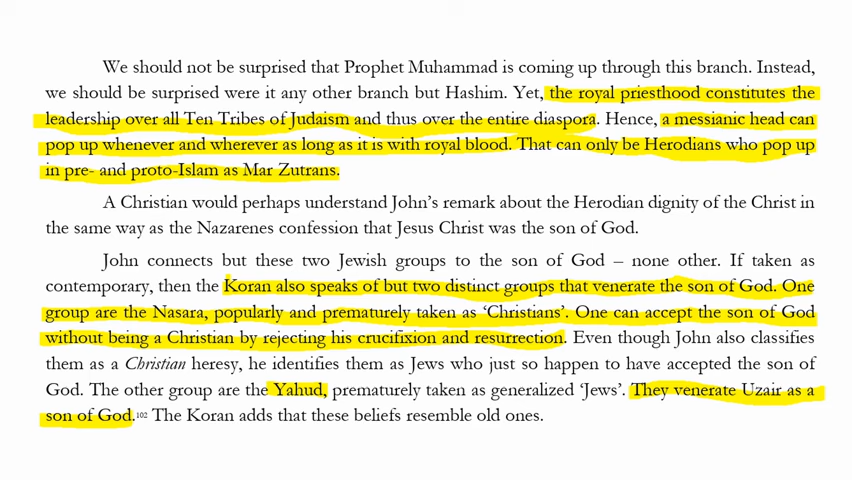 We should not be surprised that Prophet Muhammad is coming up through this branch. Instead,
we should be surprised were it any other branch but Hashim. Yet, the royal priesthood constitutes the
leadership over all Ten Tribes of Judaism and thus over the entire diaspora. Hence, a messianic head can
pop up whenever and wherever as long as it is with royal blood. That can only be Herodians who pop up
in pre- and proto-Islam as Mar Zutrans.
A Christian would perhaps understand John's remark about the Herodian dignity of the Christ in
the same way as the Nazarenes confession that Jesus Christ was the son of God.
John connects but these two Jewish groups to the son of God – none other. If taken as
contemporary, then the Koran also speaks of but two distinct groups that venerate the son of God. One
group are the Nasara, popularly and prematurely taken as 'Christians'. One can accept the son of God
without being a Christian by rejecting his crucifixion and resurrection. Even though John also classifies
them as a Christian heresy, he identifies them as Jews who just so happen to have accepted the son of
God. The other group are the Yahud, prematurely taken as generalized 'Jews'. They venerate Uzair as a
son of God.102 The Koran adds that these beliefs resemble old ones.